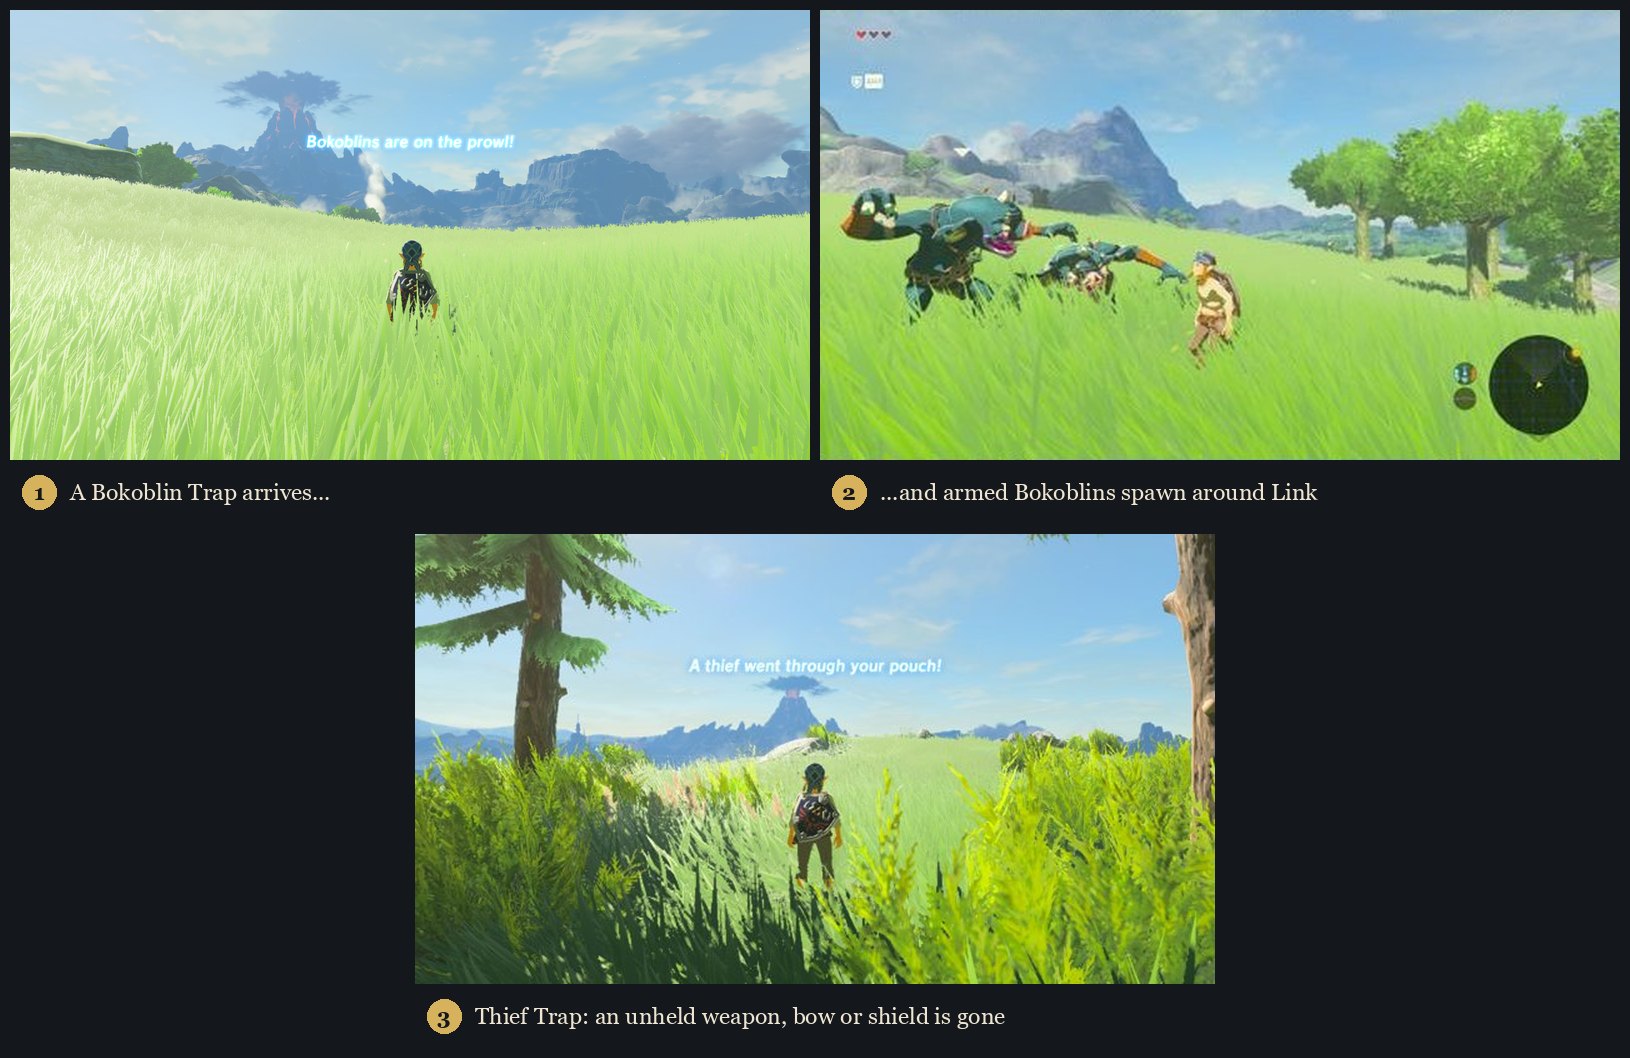 Bokoblins are on the prowl!
1 A Bokoblin Trap arrives...
2 ...and armed Bokoblins spawn around Link
A thief went through your pouch!
3 Thief Trap: an unheld weapon, bow or shield is gone